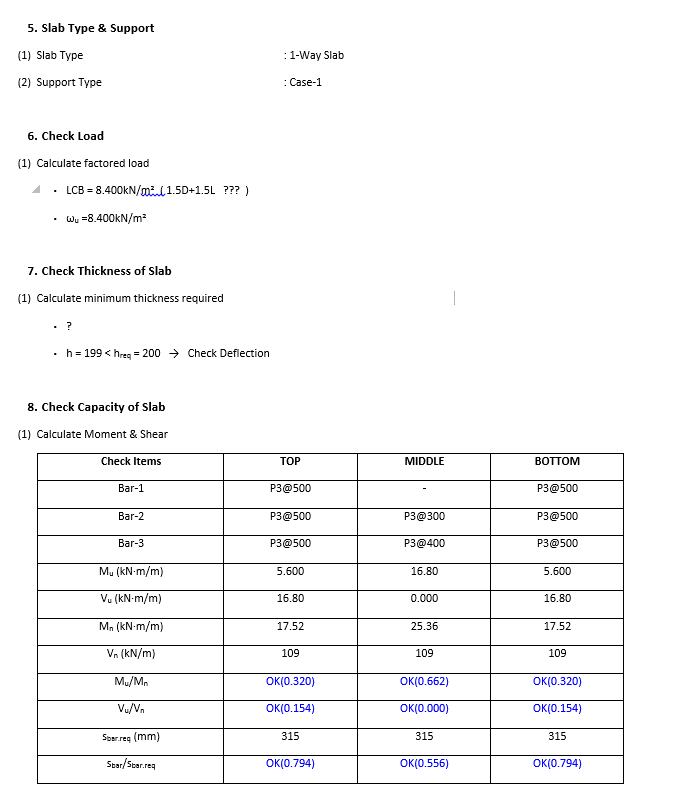 5. Slab Type & Support
(1) Slab Type : 1-Way Slab
(2) Support Type : Case-1
6. Check Load
(1) Calculate factored load
· LCB = 8.400kN/m² ( 1.5D+1.5L ??? )
· ωu =8.400kN/m²
7. Check Thickness of Slab
(1) Calculate minimum thickness required
· ?
· h = 199 < hreq = 200 → Check Deflection
8. Check Capacity of Slab
(1) Calculate Moment & Shear
Check Items TOP MIDDLE BOTTOM
Bar-1 P3@500 - P3@500
Bar-2 P3@500 P3@300 P3@500
Bar-3 P3@500 P3@400 P3@500
Mu (kN·m/m) 5.600 16.80 5.600
Vu (kN·m/m) 16.80 0.000 16.80
Mn (kN·m/m) 17.52 25.36 17.52
Vn (kN/m) 109 109 109
Mu/Mn OK(0.320) OK(0.662) OK(0.320)
Vu/Vn OK(0.154) OK(0.000) OK(0.154)
sbar.req (mm) 315 315 315
sbar/sbar.req OK(0.794) OK(0.556) OK(0.794)